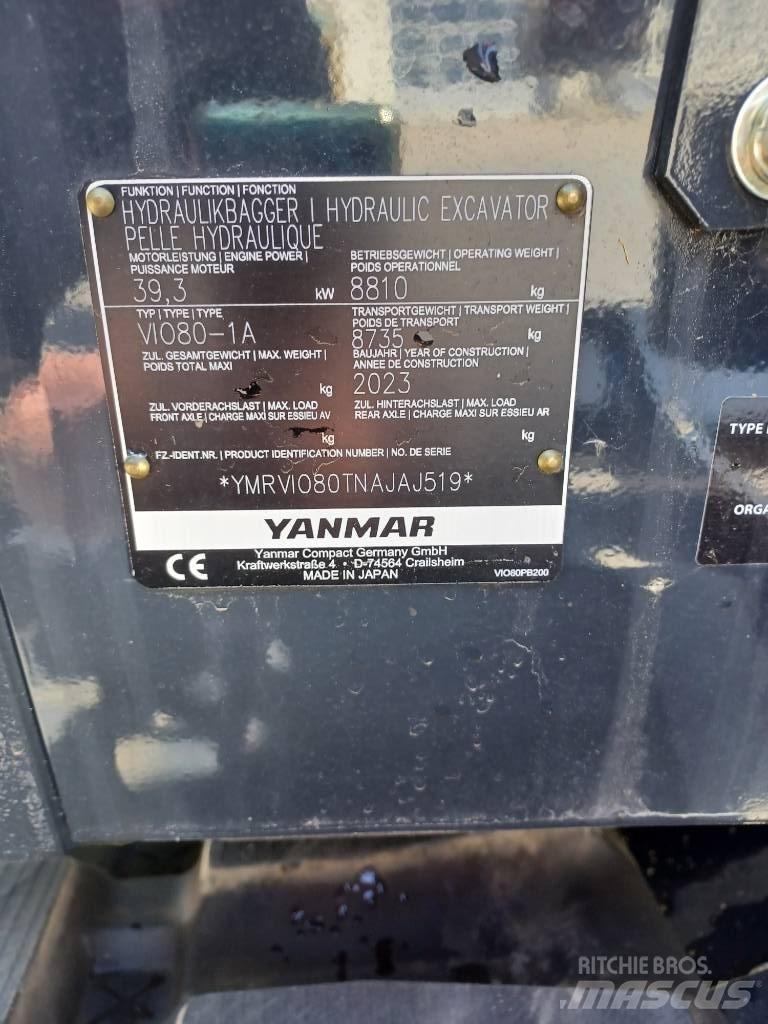 FUNKTION | FUNCTION | FONCTION
HYDRAULIKBAGGER | HYDRAULIC EXCAVATOR
PELLE HYDRAULIQUE
MOTORLEISTUNG | ENGINE POWER | BETRIEBSGEWICHT | OPERATING WEIGHT |
PUISSANCE MOTEUR POIDS OPERATIONNEL
39,3 kW 8810 kg
TYP | TYPE | TYPE TRANSPORTGEWICHT | TRANSPORT WEIGHT |
POIDS DE TRANSPORT
VIO80-1A 8735 kg
ZUL. GESAMTGEWICHT | MAX. WEIGHT | BAUJAHR | YEAR OF CONSTRUCTION |
POIDS TOTAL MAXI ANNEE DE CONSTRUCTION
kg 2023
ZUL. VORDERACHSLAST | MAX. LOAD ZUL. HINTERACHSLAST | MAX. LOAD
FRONT AXLE | CHARGE MAXI SUR ESSIEU AV REAR AXLE | CHARGE MAXI SUR ESSIEU AR
kg kg
FZ-IDENT.NR. | PRODUCT IDENTIFICATION NUMBER | NO. DE SERIE
*YMRVIO80TNAJAJ519*
YANMAR
CE Yanmar Compact Germany GmbH
Kraftwerkstraße 4 • D-74564 Crailsheim
MADE IN JAPAN VIO80PB200
TYPE
ORGA
RITCHIE BROS.
MASCUS